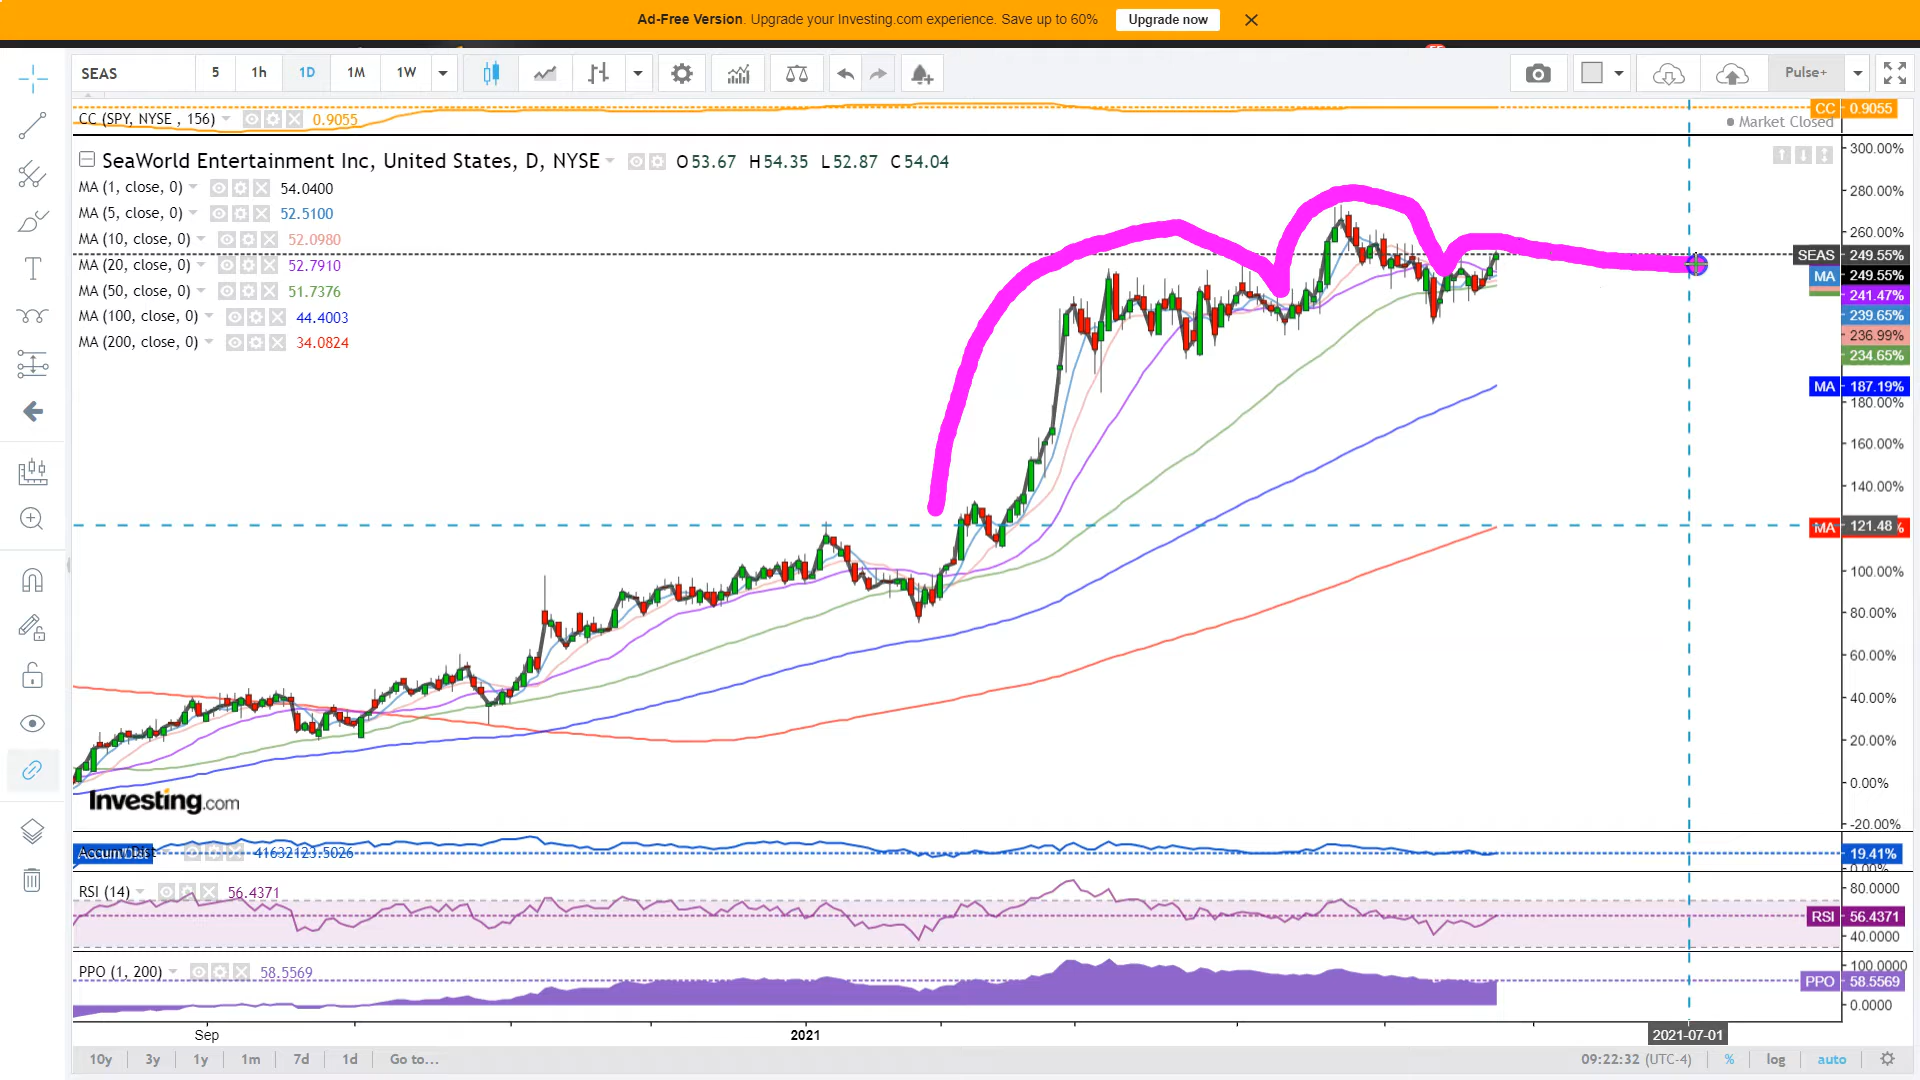 Ad-Free Version. Upgrade your Investing.com experience. Save up to 60% Upgrade now
SEAS 5 1h 1D 1M 1W Pulse+
CC (SPY, NYSE , 156) 0.9055 CC 0.9055
Market Closed
SeaWorld Entertainment Inc, United States, D, NYSE O 53.67 H 54.35 L 52.87 C 54.04
MA (1, close, 0) 54.0400
MA (5, close, 0) 52.5100
MA (10, close, 0) 52.0980
MA (20, close, 0) 52.7910
MA (50, close, 0) 51.7376
MA (100, close, 0) 44.4003
MA (200, close, 0) 34.0824
300.00%
280.00%
260.00%
SEAS 249.55%
MA 249.55%
241.47%
239.65%
236.99%
234.65%
MA 187.19%
180.00%
160.00%
140.00%
MA 121.48 %
100.00%
80.00%
60.00%
40.00%
20.00%
0.00%
-20.00%
Investing.com
Accum/Dist 41632123.5026 19.41%
0.00%
RSI (14) 56.4371
80.0000
RSI 56.4371
40.0000
PPO (1, 200) 58.5569
100.0000
PPO 58.5569
0.0000
Sep 2021 2021-07-01
10y 3y 1y 1m 7d 1d Go to... 09:22:32 (UTC-4) % log auto